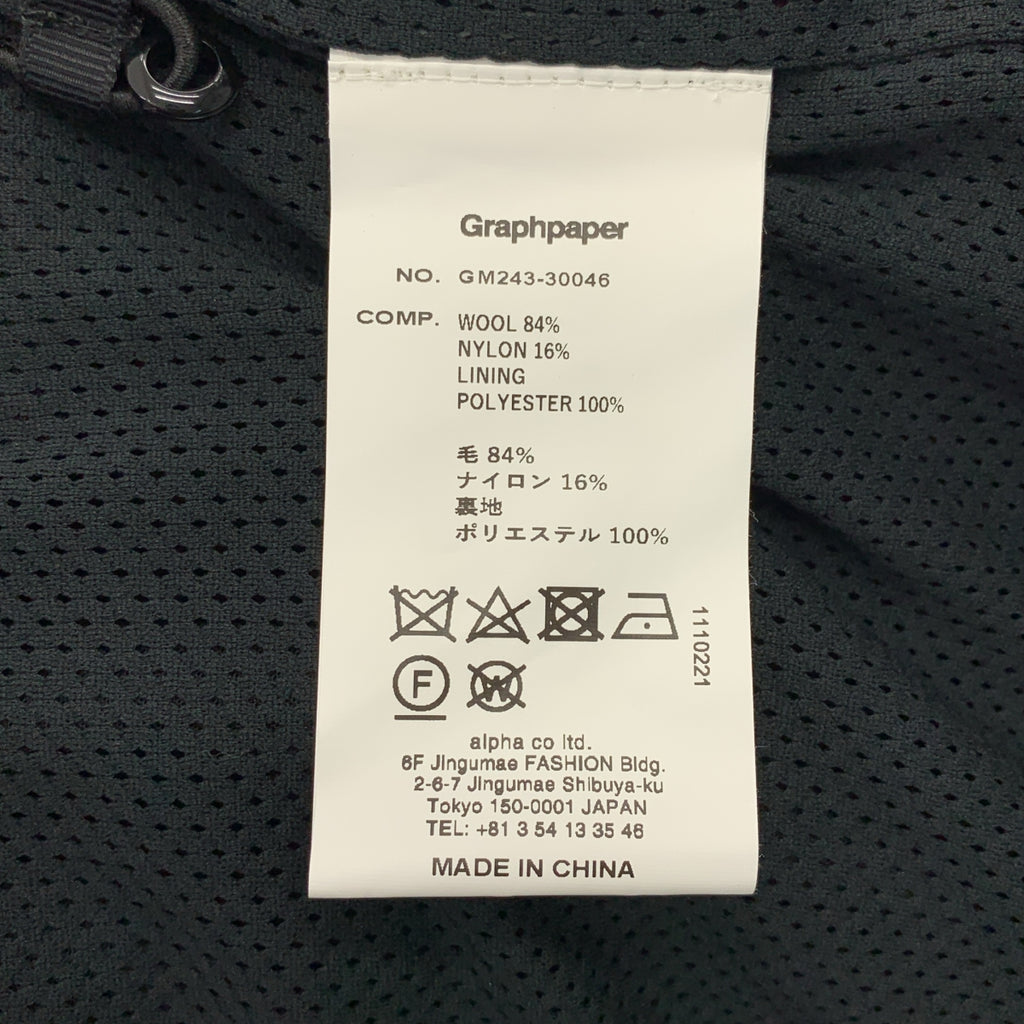 Graphpaper
NO. GM243-30046
COMP. WOOL 84%
NYLON 16%
LINING
POLYESTER 100%
毛 84%
ナイロン 16%
裏地
ポリエステル 100%
1110221
F W
alpha co ltd.
6F Jingumae FASHION Bldg.
2-6-7 Jingumae Shibuya-ku
Tokyo 150-0001 JAPAN
TEL: +81 3 54 13 35 46
MADE IN CHINA